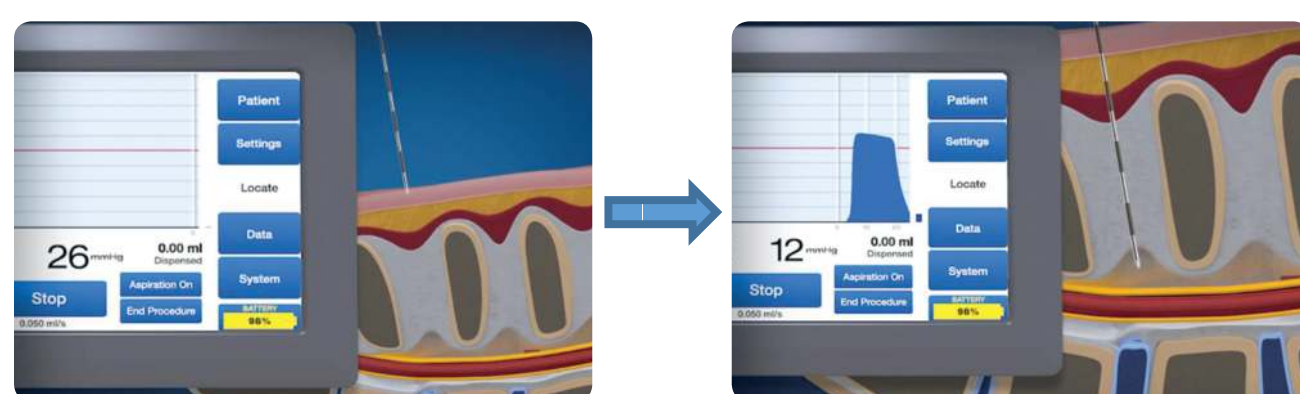 Patient
Settings
Locate
Data
26 mmHg
0.00 ml
Dispensed
Aspiration On
System
Stop
End Procedure
BATTERY
98%
0.050 ml/s
Patient
Settings
Locate
Data
12 mmHg
0.00 ml
Dispensed
Aspiration On
System
Stop
End Procedure
BATTERY
98%
0.050 ml/s